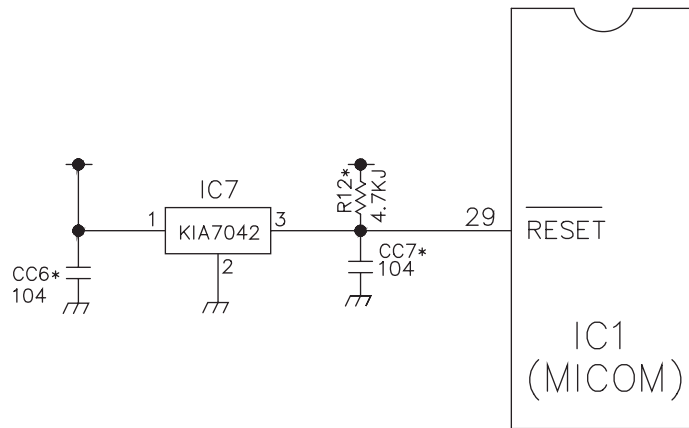 IC7
1
KIA7042
3
2
CC6*
104
R12*
4.7KJ
CC7*
104
29
RESET
IC1
(MICOM)